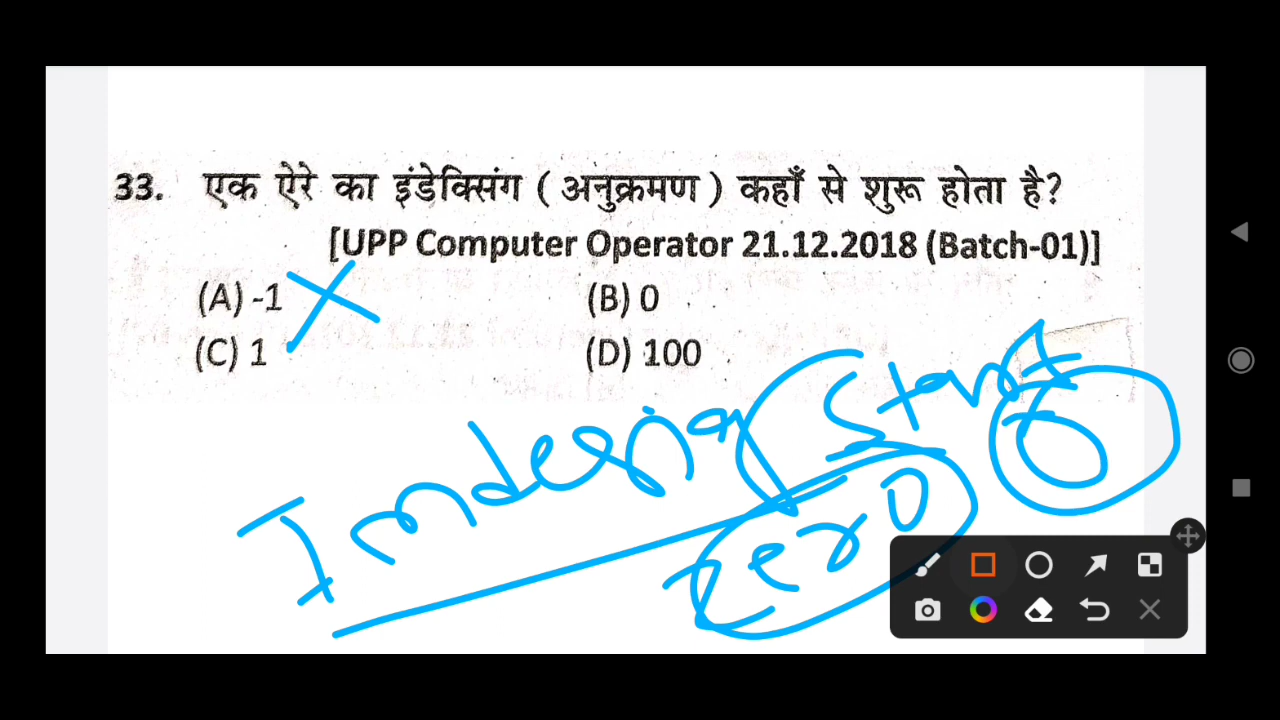 33. एक ऐरे का इंडेक्सिंग (अनुक्रमण) कहाँ से शुरू होता है?
[UPP Computer Operator 21.12.2018 (Batch-01)]
(A) -1 (B) 0
(C) 1 (D) 100
Indexing Start 0
zero